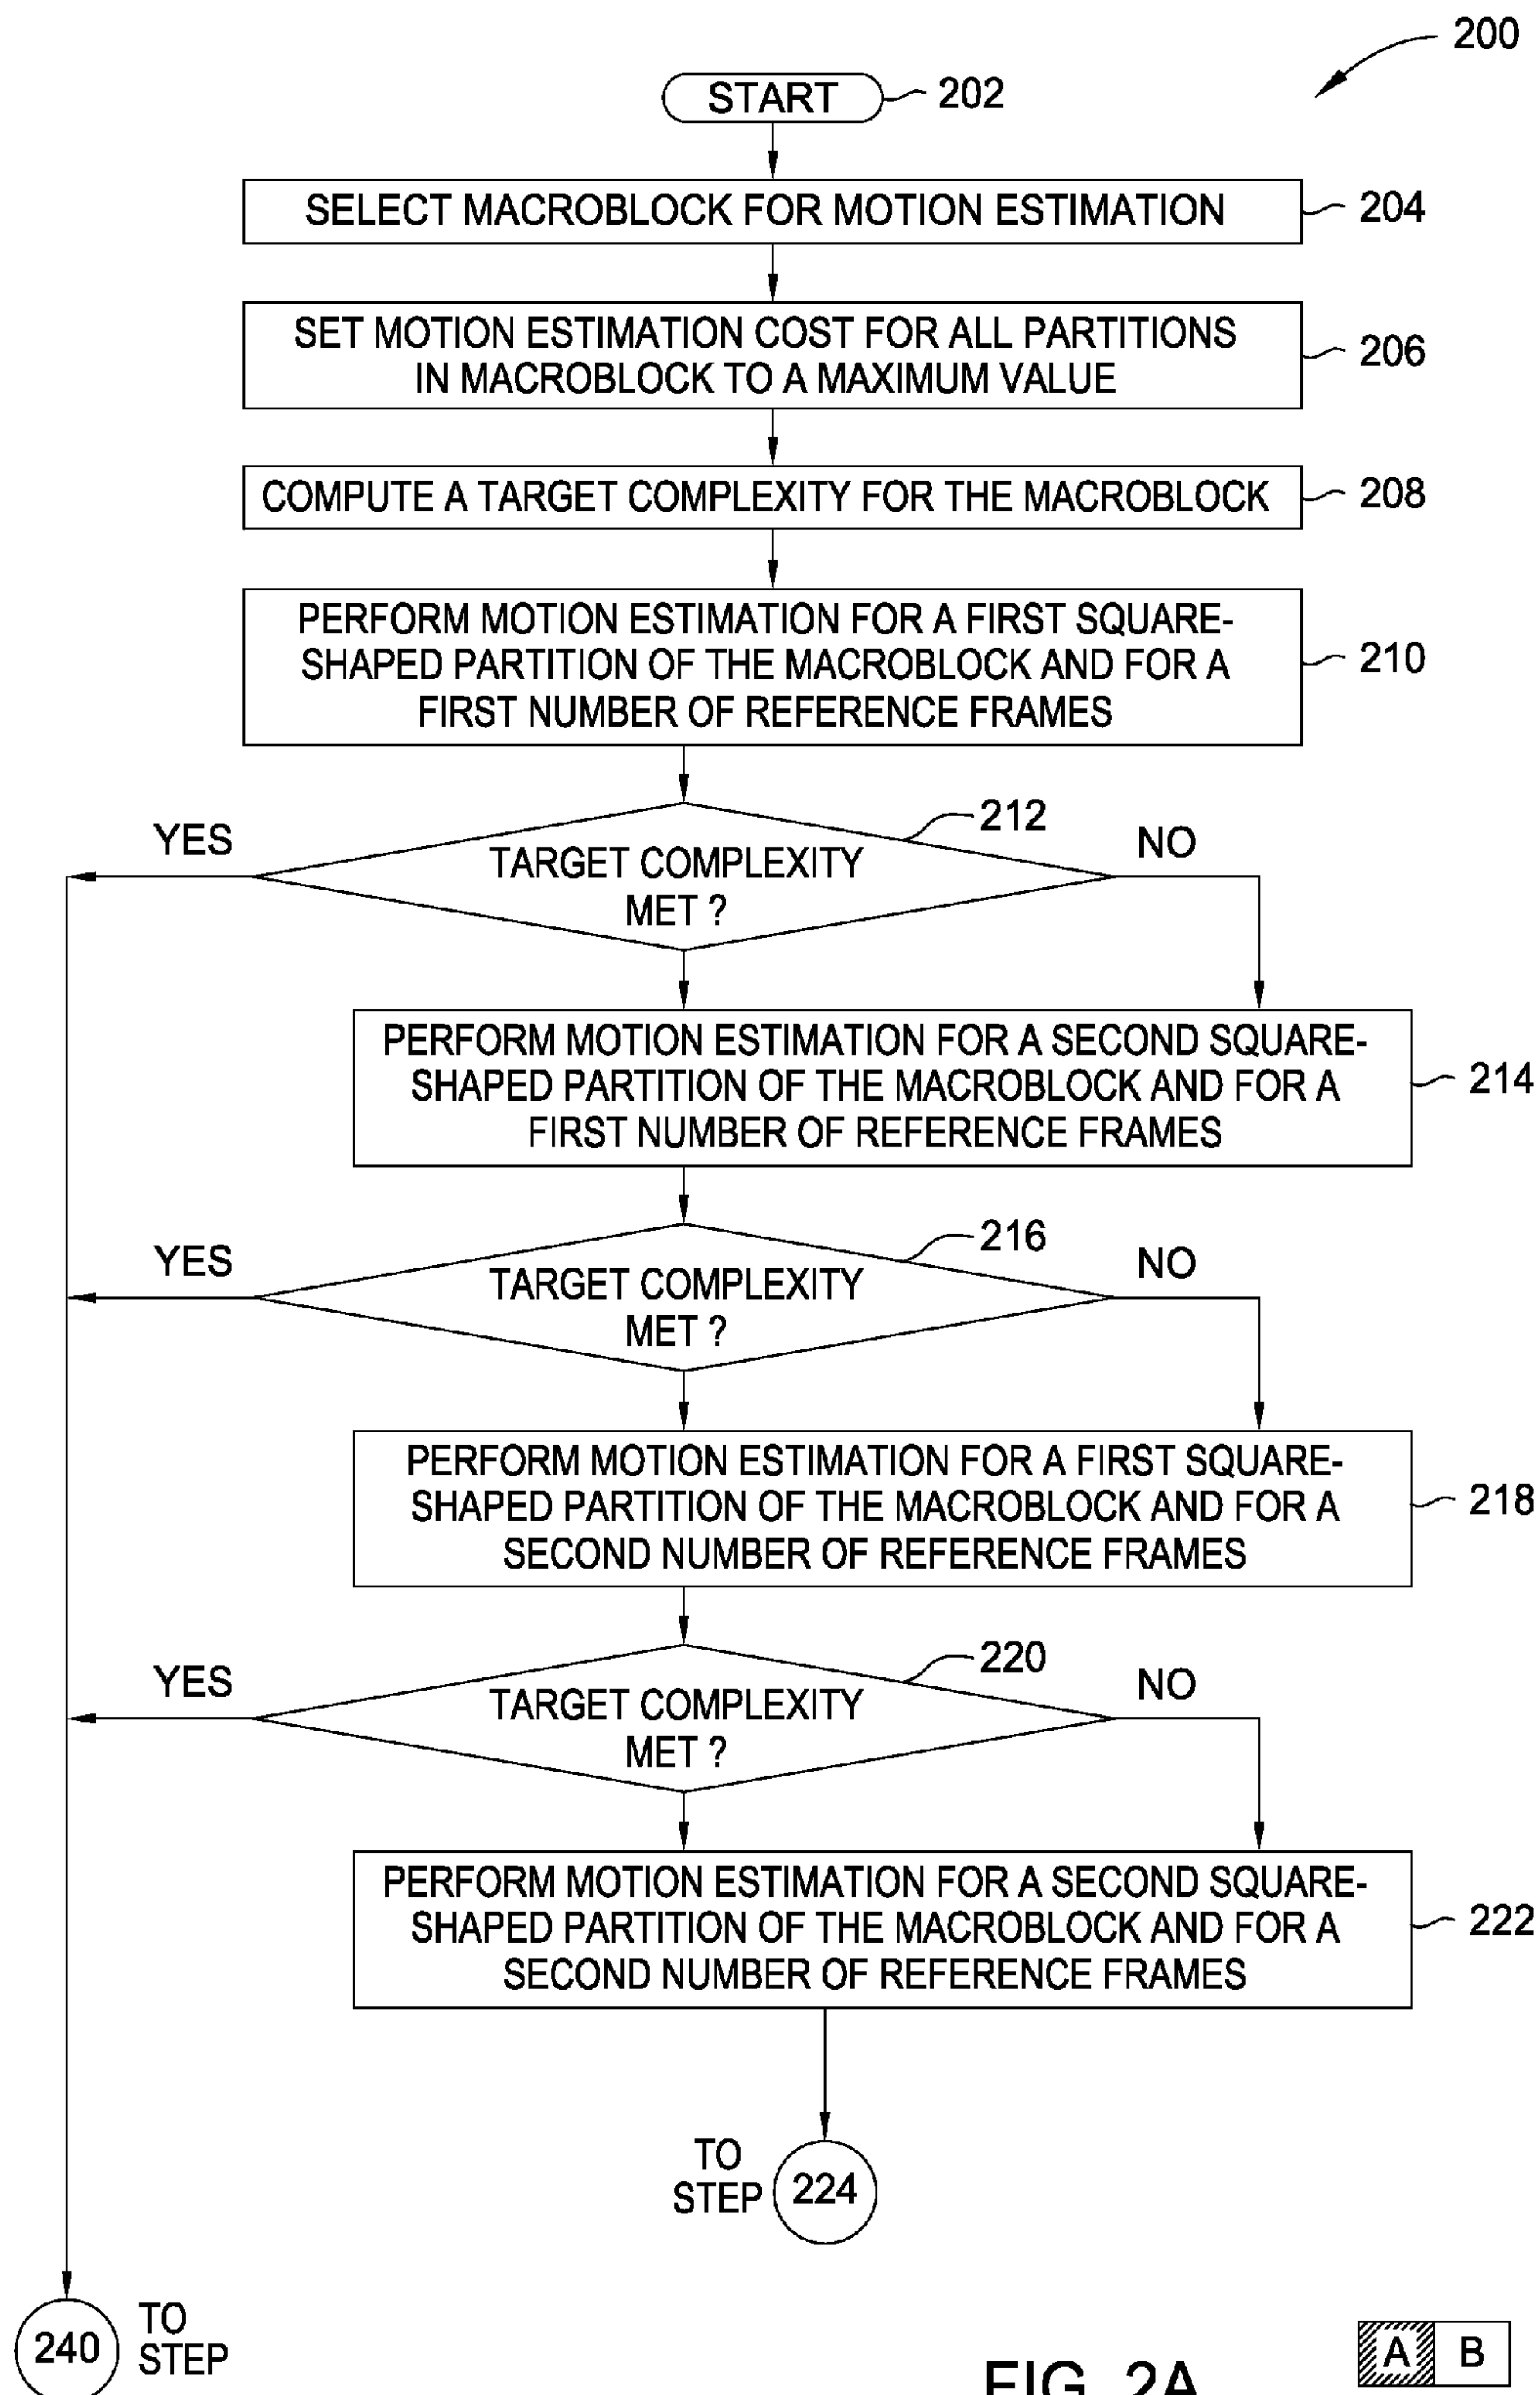 200
START
202
SELECT MACROBLOCK FOR MOTION ESTIMATION
204
SET MOTION ESTIMATION COST FOR ALL PARTITIONS
IN MACROBLOCK TO A MAXIMUM VALUE
206
COMPUTE A TARGET COMPLEXITY FOR THE MACROBLOCK
208
PERFORM MOTION ESTIMATION FOR A FIRST SQUARE-
SHAPED PARTITION OF THE MACROBLOCK AND FOR A
FIRST NUMBER OF REFERENCE FRAMES
210
212
YES
NO
TARGET COMPLEXITY
MET ?
PERFORM MOTION ESTIMATION FOR A SECOND SQUARE-
SHAPED PARTITION OF THE MACROBLOCK AND FOR A
FIRST NUMBER OF REFERENCE FRAMES
214
216
YES
NO
TARGET COMPLEXITY
MET ?
PERFORM MOTION ESTIMATION FOR A FIRST SQUARE-
SHAPED PARTITION OF THE MACROBLOCK AND FOR A
SECOND NUMBER OF REFERENCE FRAMES
218
220
YES
NO
TARGET COMPLEXITY
MET ?
PERFORM MOTION ESTIMATION FOR A SECOND SQUARE-
SHAPED PARTITION OF THE MACROBLOCK AND FOR A
SECOND NUMBER OF REFERENCE FRAMES
222
TO
STEP
224
240
TO
STEP
A
B
FIG. 2A